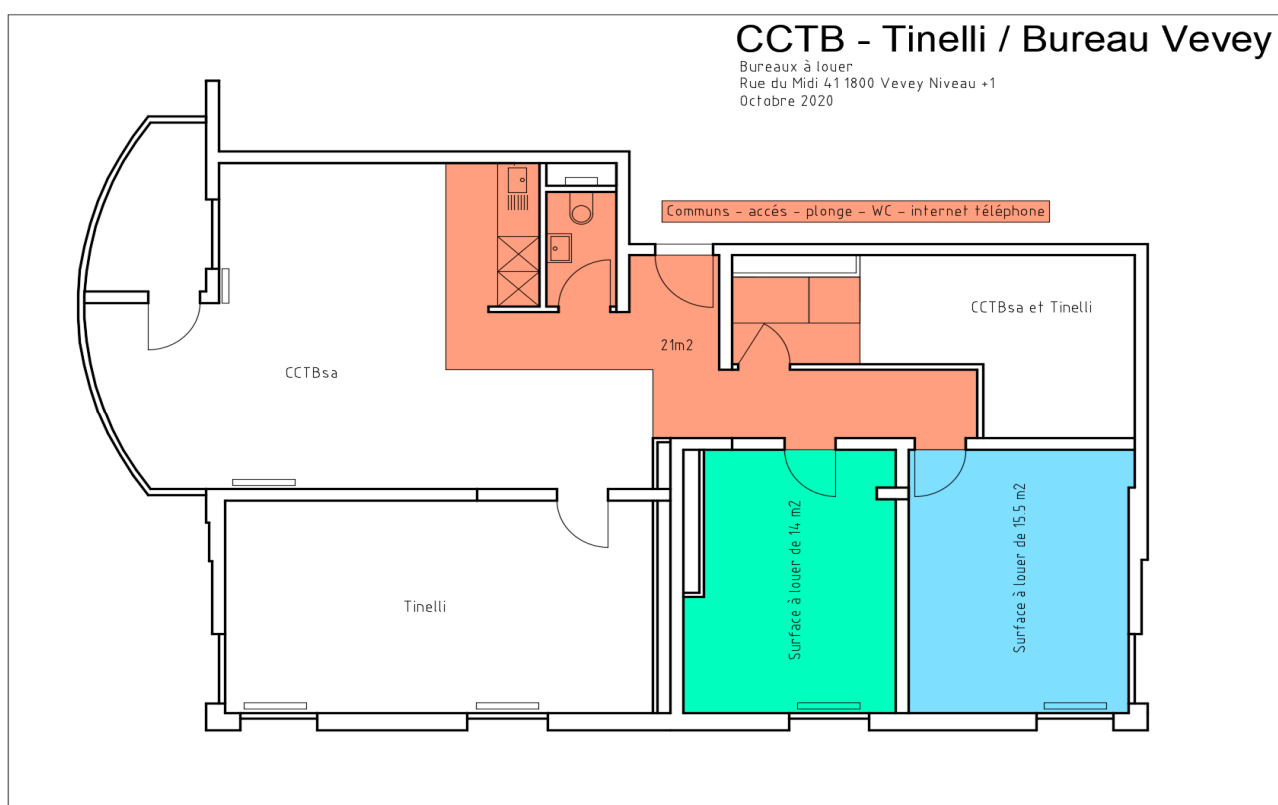 CCTB - Tinelli / Bureau Vevey
Bureaux à louer
Rue du Midi 41 1800 Vevey Niveau +1
Octobre 2020
Communs - accés - plonge - WC - internet téléphone
CCTBsa et Tinelli
21m2
CCTBsa
Surface à louer de 14 m2
Surface à louer de 15.5 m2
Tinelli